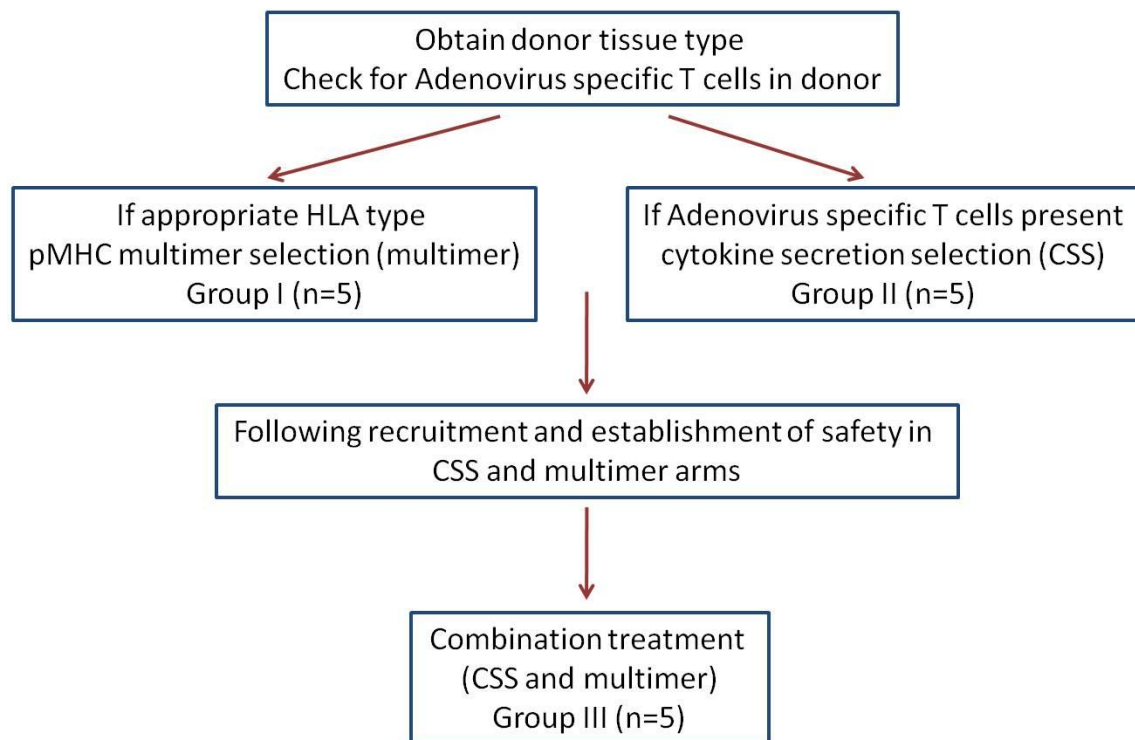 Obtain donor tissue type
Check for Adenovirus specific T cells in donor
If appropriate HLA type
pMHC multimer selection (multimer)
Group I (n=5)
If Adenovirus specific T cells present
cytokine secretion selection (CSS)
Group II (n=5)
Following recruitment and establishment of safety in
CSS and multimer arms
Combination treatment
(CSS and multimer)
Group III (n=5)